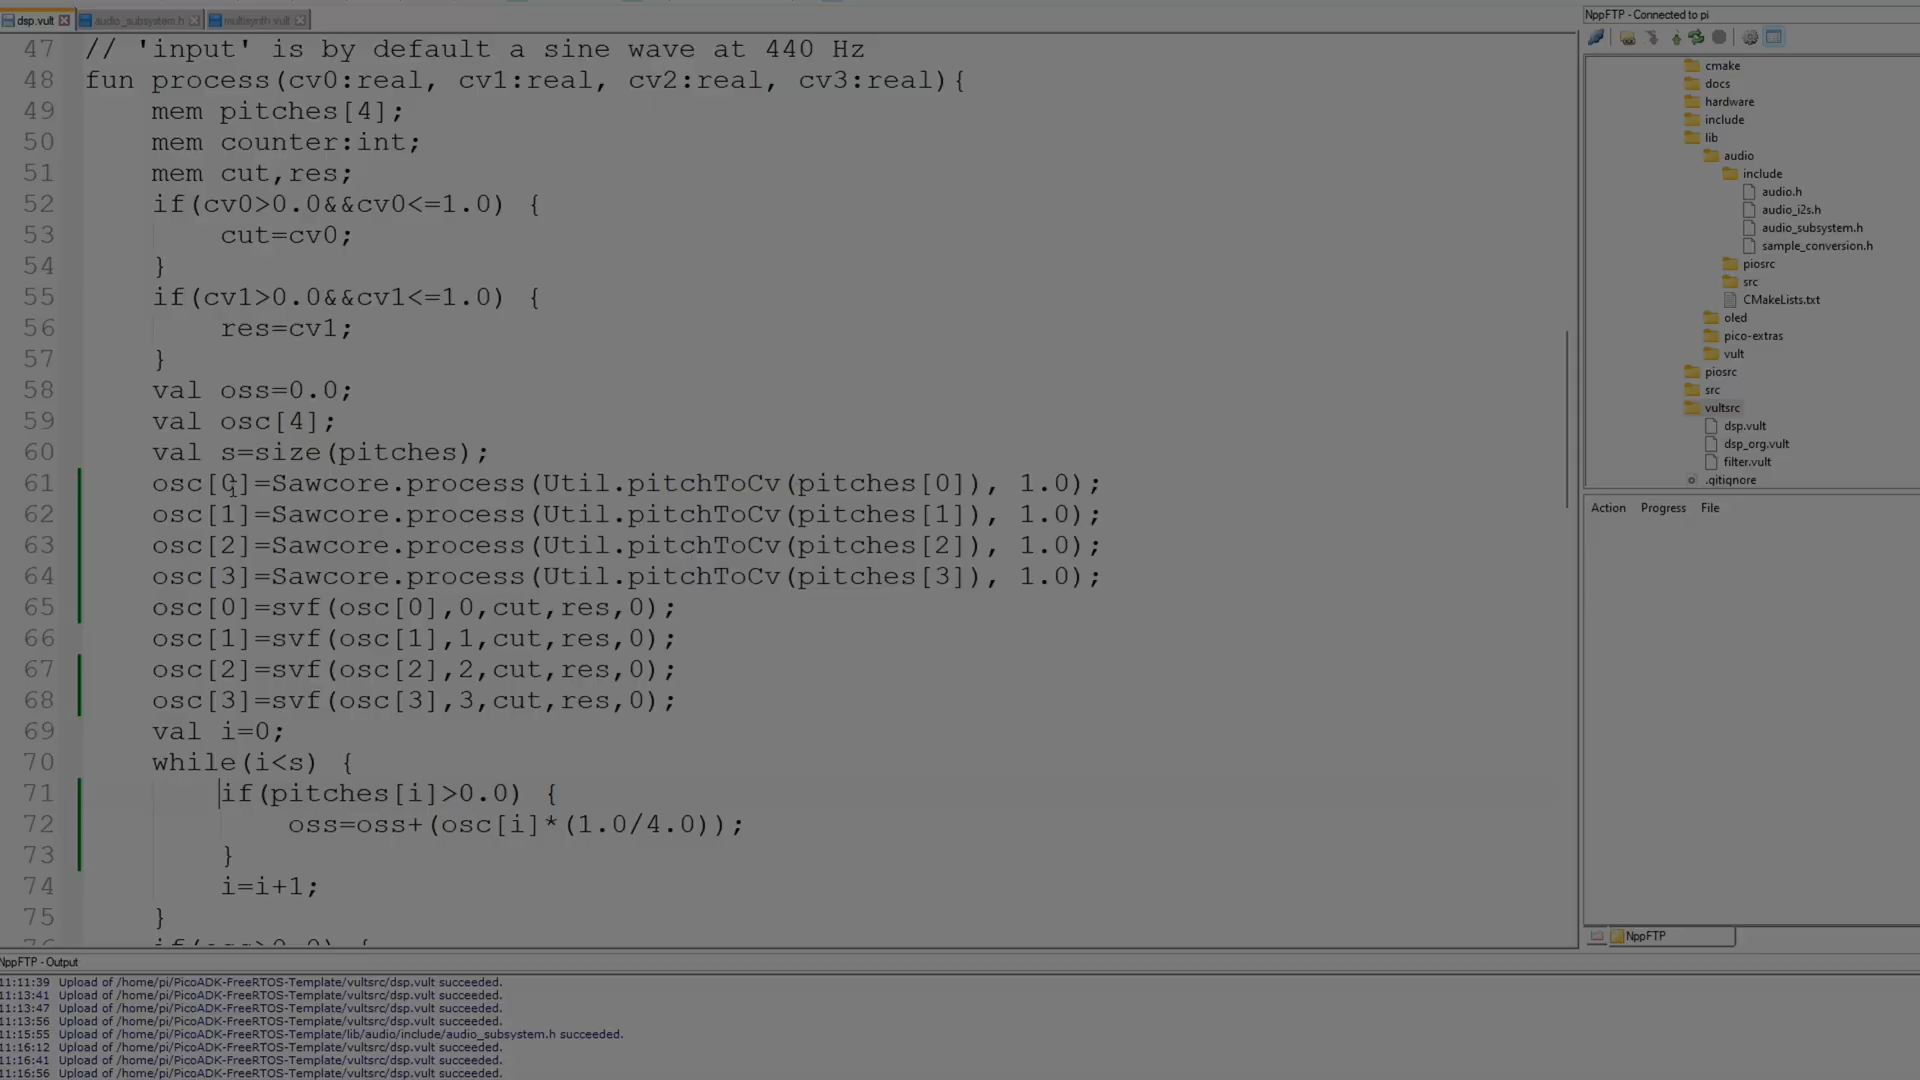 dsp.vult audio_subsystem.h multisynth.vult
47 // 'input' is by default a sine wave at 440 Hz
48 fun process(cv0:real, cv1:real, cv2:real, cv3:real){
49 mem pitches[4];
50 mem counter:int;
51 mem cut,res;
52 if(cv0>0.0&&cv0<=1.0) {
53 cut=cv0;
54 }
55 if(cv1>0.0&&cv1<=1.0) {
56 res=cv1;
57 }
58 val oss=0.0;
59 val osc[4];
60 val s=size(pitches);
61 osc[0]=Sawcore.process(Util.pitchToCv(pitches[0]), 1.0);
62 osc[1]=Sawcore.process(Util.pitchToCv(pitches[1]), 1.0);
63 osc[2]=Sawcore.process(Util.pitchToCv(pitches[2]), 1.0);
64 osc[3]=Sawcore.process(Util.pitchToCv(pitches[3]), 1.0);
65 osc[0]=svf(osc[0],0,cut,res,0);
66 osc[1]=svf(osc[1],1,cut,res,0);
67 osc[2]=svf(osc[2],2,cut,res,0);
68 osc[3]=svf(osc[3],3,cut,res,0);
69 val i=0;
70 while(i<s) {
71 if(pitches[i]>0.0) {
72 oss=oss+(osc[i]*(1.0/4.0));
73 }
74 i=i+1;
75 }
NppFTP - Connected to pi
cmake
docs
hardware
include
lib
audio
include
audio.h
audio_i2s.h
audio_subsystem.h
sample_conversion.h
piosrc
src
CMakeLists.txt
oled
pico-extras
vult
piosrc
src
vultsrc
dsp.vult
dsp_org.vult
filter.vult
.gitignore
Action Progress File
NppFTP
NppFTP - Output
11:11:39 Upload of /home/pi/PicoADK-FreeRTOS-Template/vultsrc/dsp.vult succeeded.
11:13:41 Upload of /home/pi/PicoADK-FreeRTOS-Template/vultsrc/dsp.vult succeeded.
11:13:47 Upload of /home/pi/PicoADK-FreeRTOS-Template/vultsrc/dsp.vult succeeded.
11:13:56 Upload of /home/pi/PicoADK-FreeRTOS-Template/vultsrc/dsp.vult succeeded.
11:15:55 Upload of /home/pi/PicoADK-FreeRTOS-Template/lib/audio/include/audio_subsystem.h succeeded.
11:16:12 Upload of /home/pi/PicoADK-FreeRTOS-Template/vultsrc/dsp.vult succeeded.
11:16:41 Upload of /home/pi/PicoADK-FreeRTOS-Template/vultsrc/dsp.vult succeeded.
11:16:56 Upload of /home/pi/PicoADK-FreeRTOS-Template/vultsrc/dsp.vult succeeded.